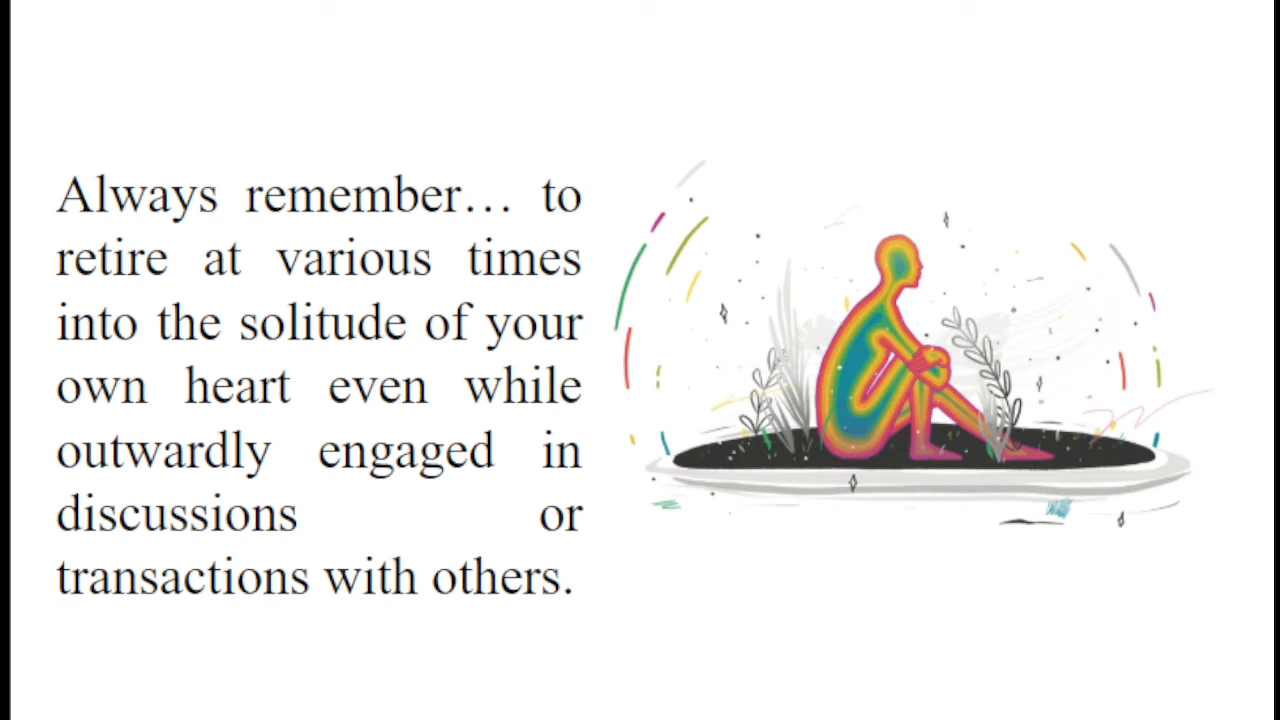 Always remember… to
retire at various times
into the solitude of your
own heart even while
outwardly engaged in
discussions or
transactions with others.